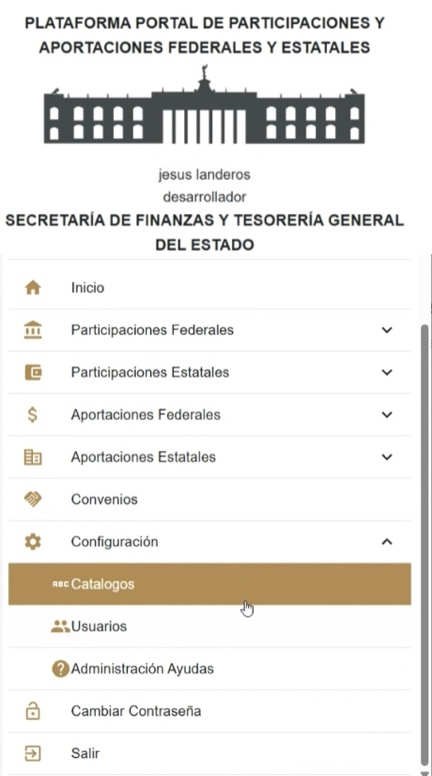 PLATAFORMA PORTAL DE PARTICIPACIONES Y
APORTACIONES FEDERALES Y ESTATALES
jesus landeros
desarrollador
SECRETARÍA DE FINANZAS Y TESORERÍA GENERAL
DEL ESTADO
Inicio
Participaciones Federales
Participaciones Estatales
$ Aportaciones Federales
Aportaciones Estatales
Convenios
Configuración
ABC Catalogos
Usuarios
? Administración Ayudas
Cambiar Contraseña
Salir